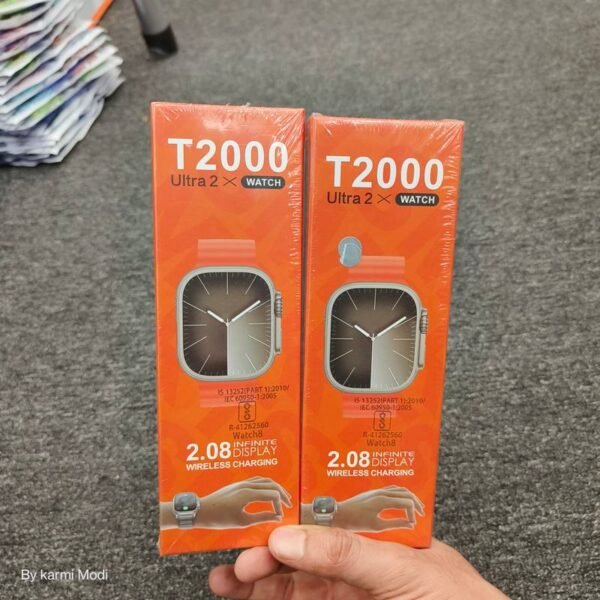 T2000
Ultra 2 × WATCH
IS 13252(PART 1):2010/
IEC 60950-1:2005
R-41262560
Watch8
2.08 INFINITE DISPLAY
WIRELESS CHARGING
T2000
Ultra 2 × WATCH
IS 13252(PART 1):2010/
IEC 60950-1:2005
R-41262560
Watch8
2.08 INFINITE DISPLAY
WIRELESS CHARGING
By karmi Modi